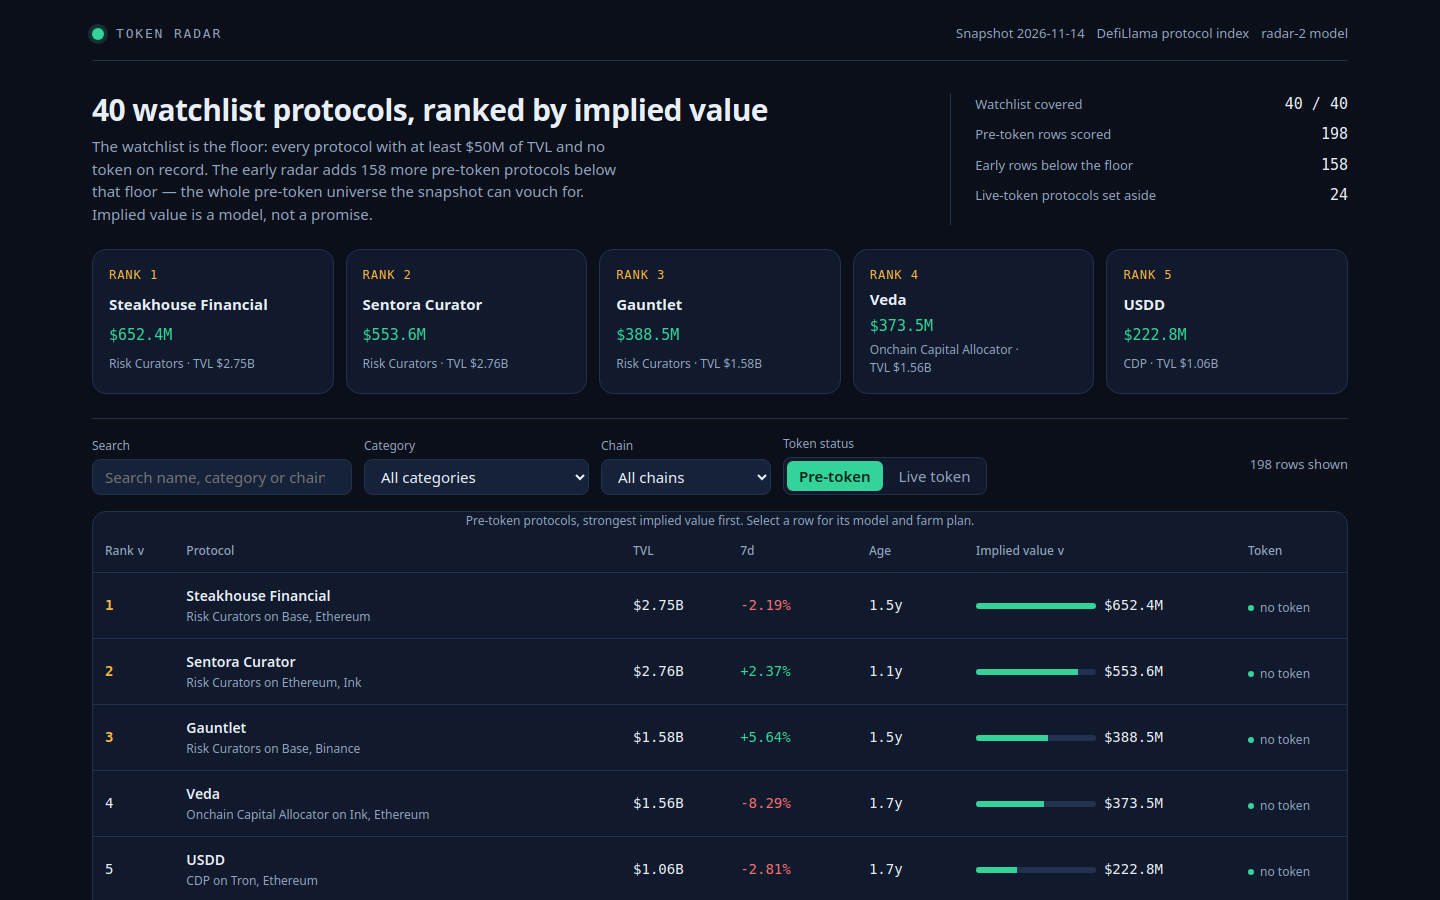 TOKEN RADAR
Snapshot 2026-11-14 DefiLlama protocol index radar-2 model
40 watchlist protocols, ranked by implied value
The watchlist is the floor: every protocol with at least $50M of TVL and no
token on record. The early radar adds 158 more pre-token protocols below
that floor — the whole pre-token universe the snapshot can vouch for.
Implied value is a model, not a promise.
Watchlist covered 40 / 40
Pre-token rows scored 198
Early rows below the floor 158
Live-token protocols set aside 24
RANK 1
Steakhouse Financial
$652.4M
Risk Curators · TVL $2.75B
RANK 2
Sentora Curator
$553.6M
Risk Curators · TVL $2.76B
RANK 3
Gauntlet
$388.5M
Risk Curators · TVL $1.58B
RANK 4
Veda
$373.5M
Onchain Capital Allocator ·
TVL $1.56B
RANK 5
USDD
$222.8M
CDP · TVL $1.06B
Search
Search name, category or chain
Category
All categories
Chain
All chains
Token status
Pre-token Live token
198 rows shown
Pre-token protocols, strongest implied value first. Select a row for its model and farm plan.
Rank v Protocol TVL 7d Age Implied value v Token
1 Steakhouse Financial $2.75B -2.19% 1.5y $652.4M no token
Risk Curators on Base, Ethereum
2 Sentora Curator $2.76B +2.37% 1.1y $553.6M no token
Risk Curators on Ethereum, Ink
3 Gauntlet $1.58B +5.64% 1.5y $388.5M no token
Risk Curators on Base, Binance
4 Veda $1.56B -8.29% 1.7y $373.5M no token
Onchain Capital Allocator on Ink, Ethereum
5 USDD $1.06B -2.81% 1.7y $222.8M no token
CDP on Tron, Ethereum